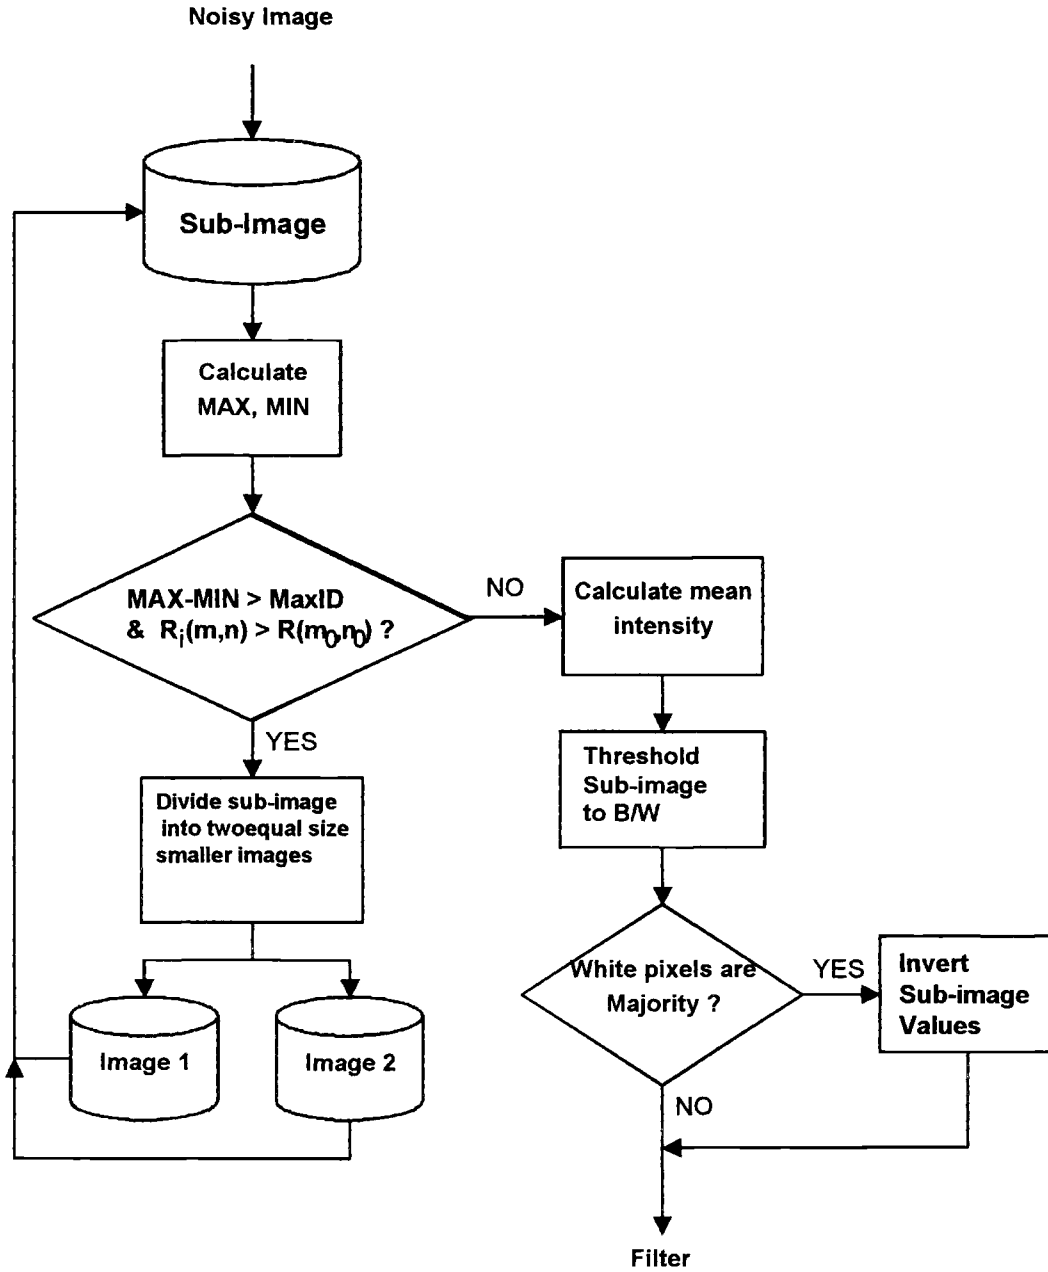 Noisy Image
Sub-Image
Calculate
MAX, MIN
MAX-MIN > MaxID
& Ri(m,n) > R(m0,n0) ?
NO
YES
Calculate mean
intensity
Threshold
Sub-image
to B/W
Divide sub-image
into twoequal size
smaller images
Image 1
Image 2
White pixels are
Majority ?
YES
NO
Invert
Sub-image
Values
Filter